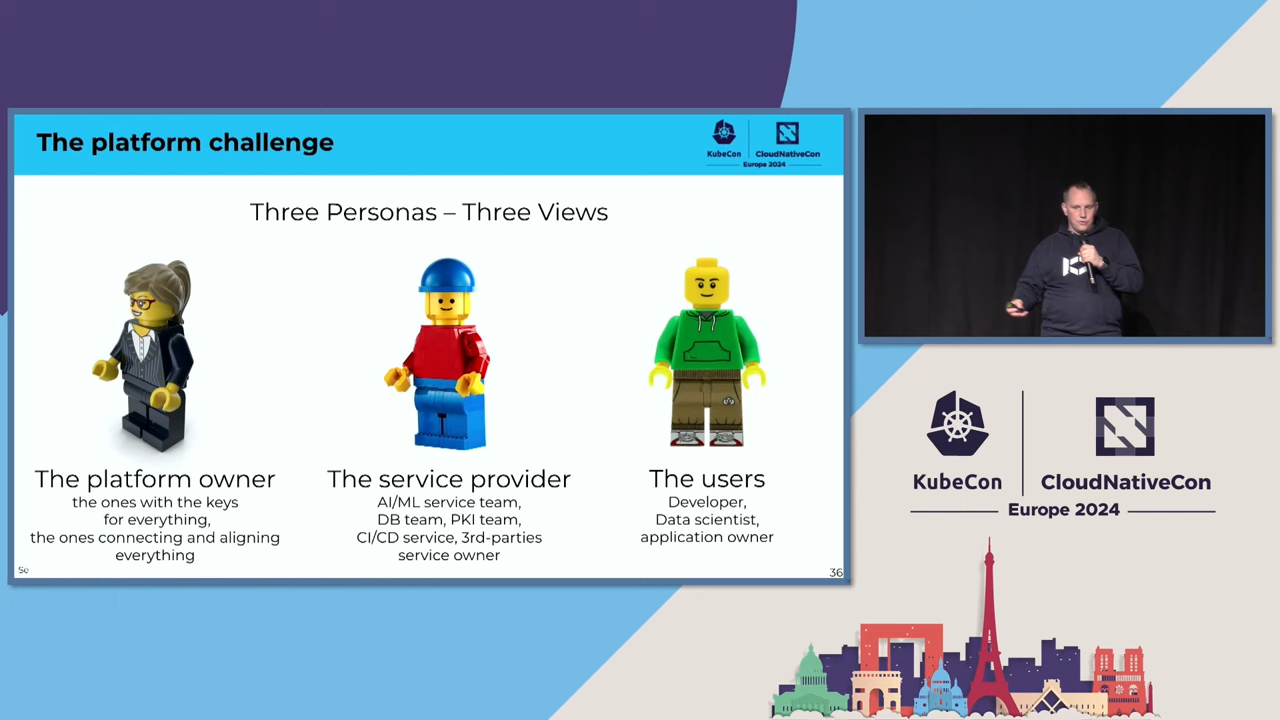 The platform challenge
KubeCon
CloudNativeCon
Europe 2024
Three Personas – Three Views
The platform owner
the ones with the keys
for everything,
the ones connecting and aligning
everything
The service provider
AI/ML service team,
DB team, PKI team,
CI/CD service, 3rd-parties
service owner
The users
Developer,
Data scientist,
application owner
36
KubeCon
CloudNativeCon
Europe 2024